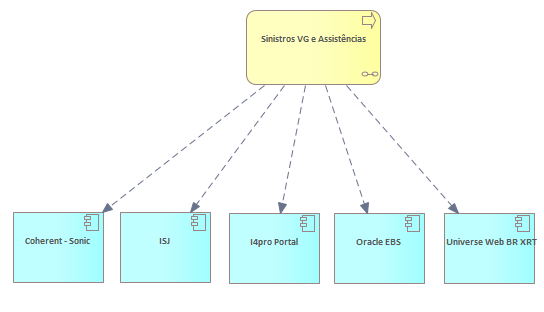 Sinistros VG e Assistências
Coherent - Sonic
ISJ
I4pro Portal
Oracle EBS
Universe Web BR XRT